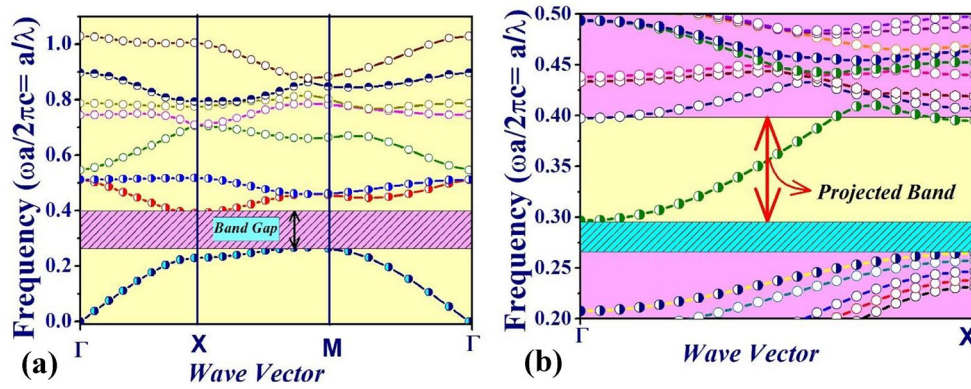 Frequency (ωa/2πc= a/λ)
1.0
0.8
0.6
0.4
0.2
0.0
Band Gap
Γ X M Γ
Wave Vector
(a)
Frequency (ωa/2πc= a/λ)
0.50
0.45
0.40
0.35
0.30
0.25
0.20
Projected Band
Γ X
Wave Vector
(b)